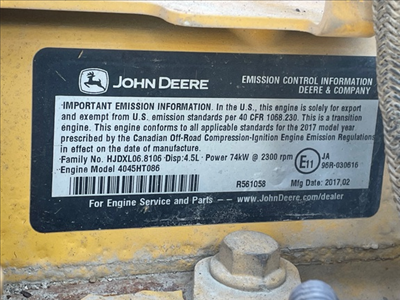 JOHN DEERE
EMISSION CONTROL INFORMATION
DEERE & COMPANY
IMPORTANT EMISSION INFORMATION. In the U.S., this engine is solely for export
and exempt from U.S. emission standards per 40 CFR 1068.230. This is a transition
engine. This engine conforms to all applicable standards for the 2017 model year
prescribed by the Canadian Off-Road Compression-Ignition Engine Emission Regulations
in effect on the date of manufacture.
Family No. HJDXL06.8106 Disp:4.5L Power 74kW @ 2300 rpm
Engine Model 4045HT086
E11
JA
96R-030616
R561058
Mfg Date: 2017.02
For Engine Service and Parts
www.JohnDeere.com/dealer